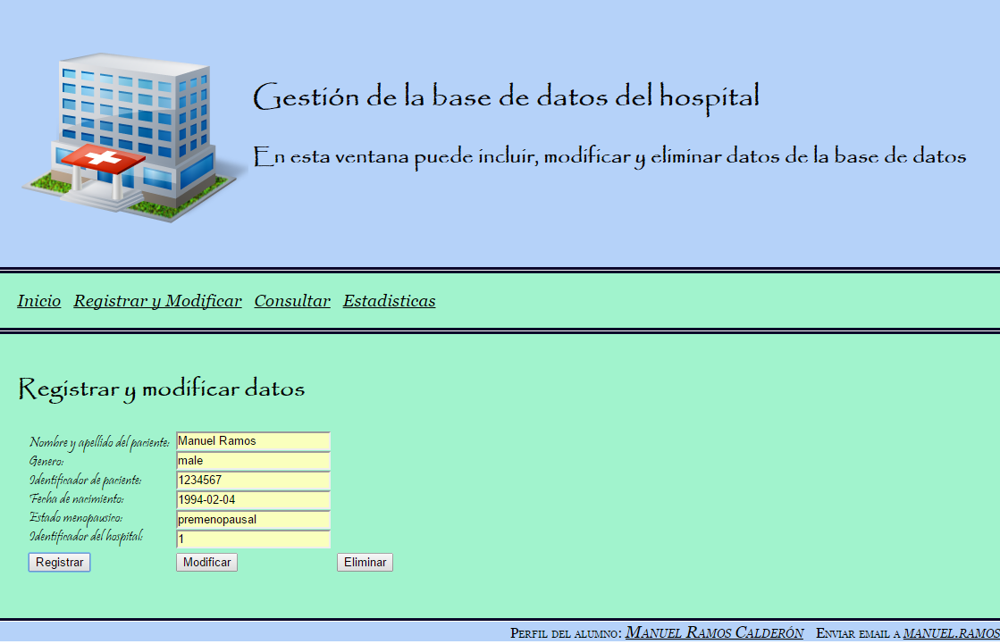 Gestión de la base de datos del hospital
En esta ventana puede incluir, modificar y eliminar datos de la base de datos
Inicio Registrar y Modificar Consultar Estadisticas
Registrar y modificar datos
Nombre y apellido del paciente: Manuel Ramos
Genero: male
Identificador de paciente: 1234567
Fecha de nacimiento: 1994-02-04
Estado menopausico: premenopausal
Identificador del hospital: 1
Registrar Modificar Eliminar
Perfil del alumno: Manuel Ramos Calderón Enviar email a manuel.ramos